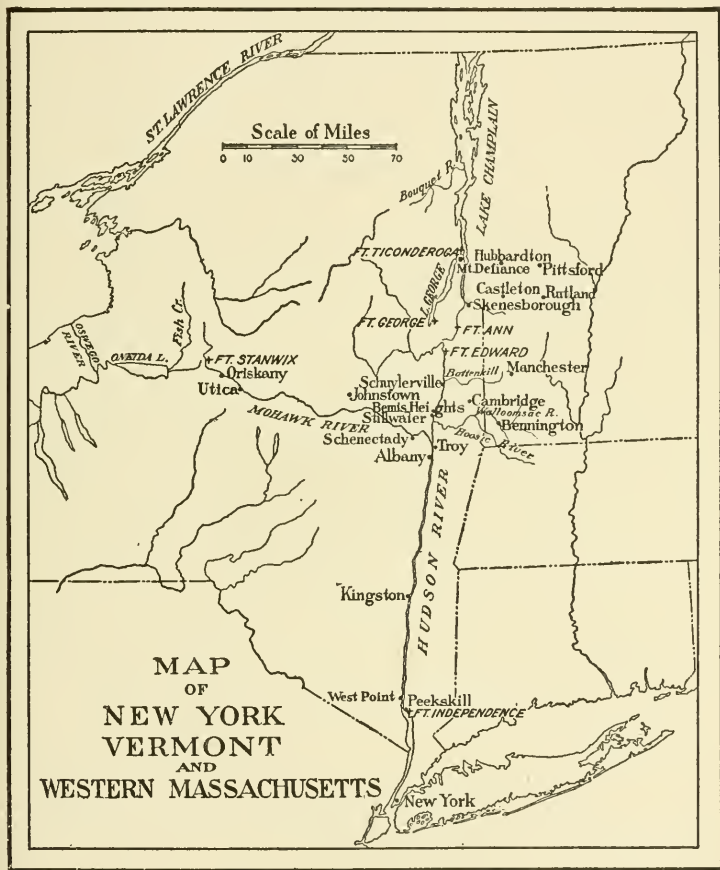 ST. LAWRENCE RIVER
Scale of Miles
0 10 30 50 70
LAKE CHAMPLAIN
Bouquet R.
FT. TICONDEROGA
Hubbardton
Mt. Defiance
Pittsford
L. GEORGE
Castleton
Rutland
Skenesborough
FT. GEORGE
FT. ANN
OSWEGO
RIVER
ONEIDA L.
Fish Cr.
FT. STANWIX
Oriskany
Utica
FT. EDWARD
Battenkill
Manchester
Schuylerville
Johnstown
Bemis Heights
Cambridge
Stillwater
Walloomsac R.
MOHAWK RIVER
Bennington
Schenectady
Hoosic River
Troy
Albany
HUDSON RIVER
Kingston
West Point
Peekskill
FT. INDEPENDENCE
New York
MAP
OF
NEW YORK
VERMONT
AND
WESTERN MASSACHUSETTS